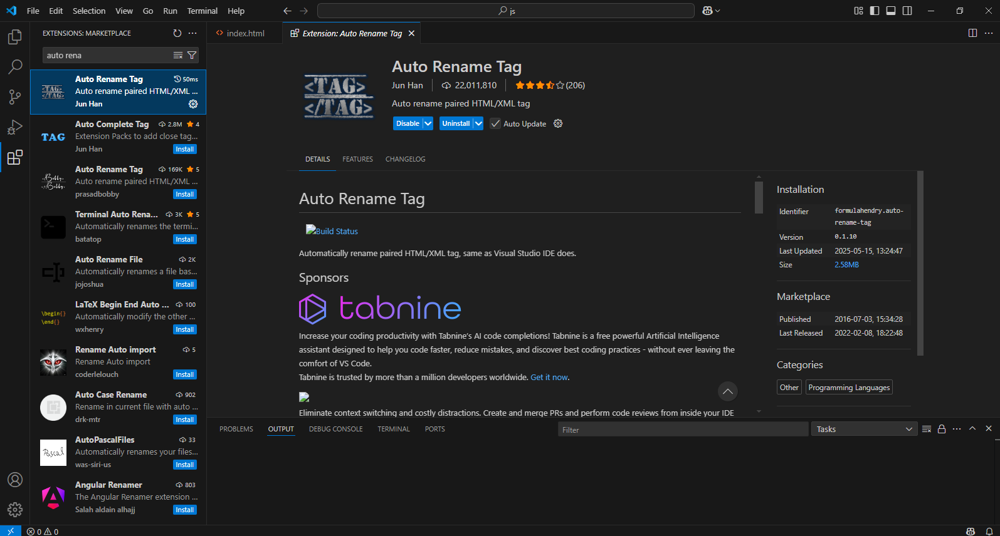 File Edit Selection View Go Run Terminal Help
js
EXTENSIONS: MARKETPLACE
auto rena
Auto Rename Tag 50ms
Auto rename paired HTML/XML ...
Jun Han
Auto Complete Tag 2.8M 4
Extension Packs to add close tag...
Jun Han Install
Auto Rename Tag 169K 5
Auto rename paired HTML/XML ...
prasadbobby Install
Terminal Auto Rena... 3K 5
Automatically renames the termi...
batatop Install
Auto Rename File 2K
Automatically renames a file bas...
jojoshua Install
LaTeX Begin End Auto ... 100
Automatically modify the other ...
wxhenry Install
Rename Auto import 5
Rename Auto import
coderlelouch Install
Auto Case Rename 902
Rename in current file with auto ...
drk-mtr Install
AutoPascalFiles 33
Automatically renames your files...
was-siri-us Install
Angular Renamer 803
The Angular Renamer extension ...
Salah aldain alhajj Install
TAG
Bobby,
Bobby,
\begin{}
\end{}
Pascal
index.html
Extension: Auto Rename Tag
<TAG>
</TAG>
Auto Rename Tag
Jun Han 22,011,810 (206)
Auto rename paired HTML/XML tag
Disable Uninstall Auto Update
DETAILS FEATURES CHANGELOG
Auto Rename Tag
Build Status
Automatically rename paired HTML/XML tag, same as Visual Studio IDE does.
Sponsors
tabnine
Increase your coding productivity with Tabnine's AI code completions! Tabnine is a free powerful Artificial Intelligence
assistant designed to help you code faster, reduce mistakes, and discover best coding practices - without ever leaving the
comfort of VS Code.
Tabnine is trusted by more than a million developers worldwide. Get it now.
Eliminate context switching and costly distractions. Create and merge PRs and perform code reviews from inside your IDE
Installation
Identifier formulahendry.auto-
rename-tag
Version 0.1.10
Last Updated 2025-05-15, 13:24:47
Size 2.58MB
Marketplace
Published 2016-07-03, 15:34:28
Last Released 2022-02-08, 18:22:48
Categories
Other Programming Languages
PROBLEMS OUTPUT DEBUG CONSOLE TERMINAL PORTS
Filter
Tasks
0 0